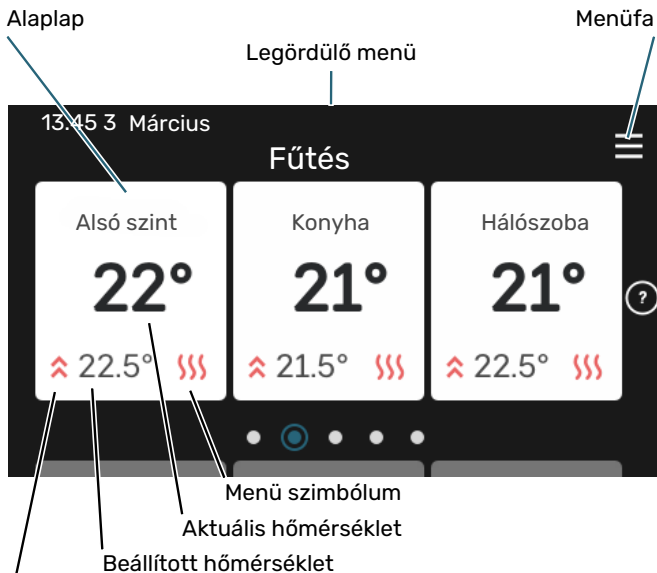 Alaplap
Menüfa
Legördülő menü
13.45 3 Március
Fűtés
Alsó szint
Konyha
Hálószoba
22°
21°
21°
?
22.5°
21.5°
22.5°
Menü szimbólum
Aktuális hőmérséklet
Beállított hőmérséklet